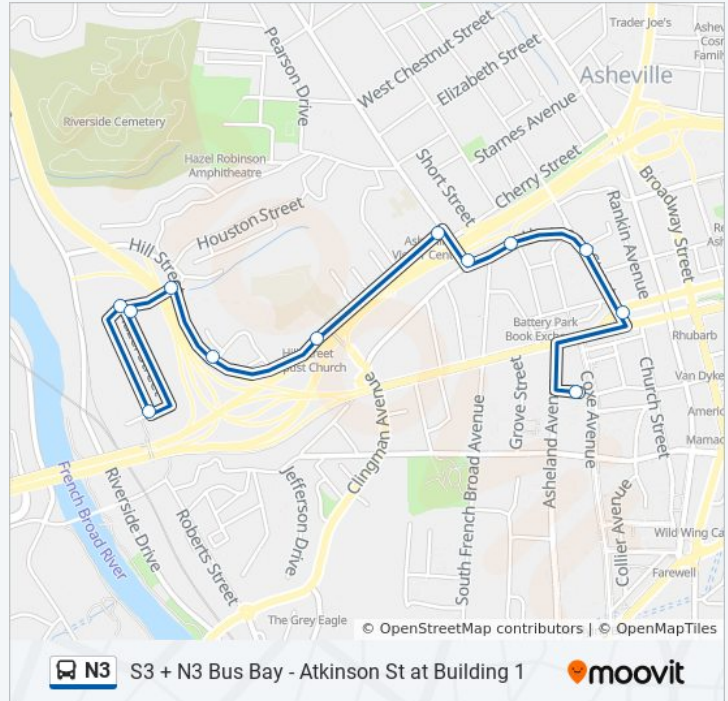 Trader Joe's
Pearson Drive
West Chestnut Street
Elizabeth Street
Asheville
Riverside Cemetery
Starnes Avenue
Hazel Robinson
Amphitheatre
Short Street
Cherry Street
Broadway Street
Houston Street
Rankin Avenue
Hill Street
Battery Park
Book Exch
Rhubarb
Hill Street
Church Street
Van Dyke
Clingman Avenue
Grove Street
Asheland Aven
Coxe Avenue
South French Broad Avenue
French Broad River
Riverside Drive
Roberts Street
Jefferson Drive
Collier Avenue
Wild Wing Ca
Farewell
The Grey Eagle
© OpenStreetMap contributors | © OpenMapTiles
N3 S3 + N3 Bus Bay - Atkinson St at Building 1 moovit